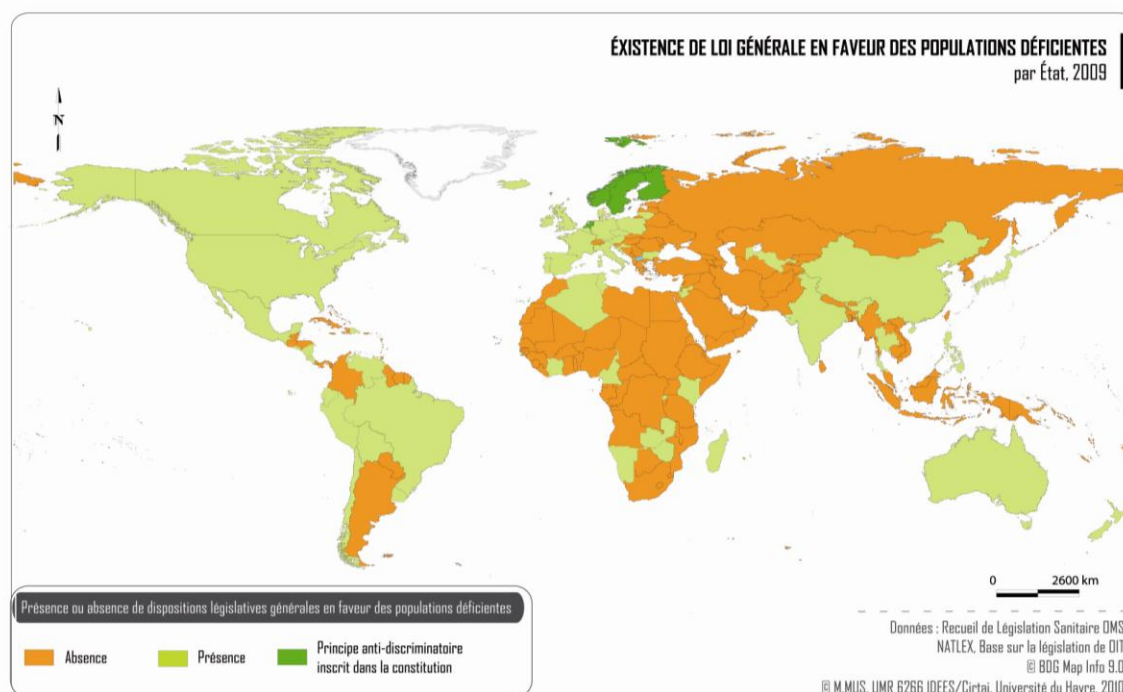 ÉXISTENCE DE LOI GÉNÉRALE EN FAVEUR DES POPULATIONS DÉFICIENTES
par État, 2009
N
0 2600 km
Présence ou absence de dispositions législatives générales en faveur des populations déficientes
Absence
Présence
Principe anti-discriminatoire
inscrit dans la constitution
Données : Recueil de Législation Sanitaire OMS
NATLEX, Base sur la législation de OIT
© BDG Map Info 9.0
© M.MUS, UMR 6266 IDEES/Cirtai, Université du Havre, 2010